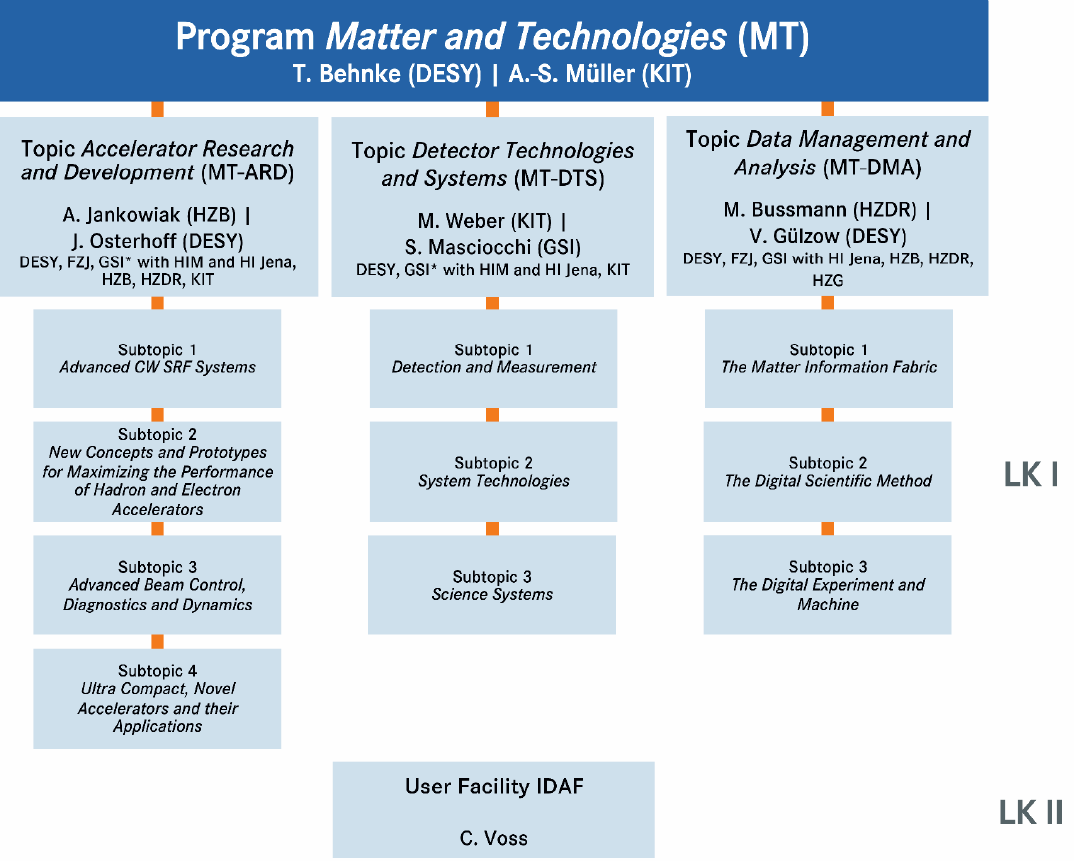 Program Matter and Technologies (MT)
T. Behnke (DESY) | A.-S. Müller (KIT)
Topic Accelerator Research
and Development (MT-ARD)
A. Jankowiak (HZB) |
J. Osterhoff (DESY)
DESY, FZJ, GSI* with HIM and HI Jena,
HZB, HZDR, KIT
Subtopic 1
Advanced CW SRF Systems
Subtopic 2
New Concepts and Prototypes
for Maximizing the Performance
of Hadron and Electron
Accelerators
Subtopic 3
Advanced Beam Control,
Diagnostics and Dynamics
Subtopic 4
Ultra Compact, Novel
Accelerators and their
Applications
Topic Detector Technologies
and Systems (MT-DTS)
M. Weber (KIT) |
S. Masciocchi (GSI)
DESY, GSI* with HIM and HI Jena, KIT
Subtopic 1
Detection and Measurement
Subtopic 2
System Technologies
Subtopic 3
Science Systems
Topic Data Management and
Analysis (MT-DMA)
M. Bussmann (HZDR) |
V. Gülzow (DESY)
DESY, FZJ, GSI with HI Jena, HZB, HZDR,
HZG
Subtopic 1
The Matter Information Fabric
Subtopic 2
The Digital Scientific Method
Subtopic 3
The Digital Experiment and
Machine
LK I
User Facility IDAF
C. Voss
LK II